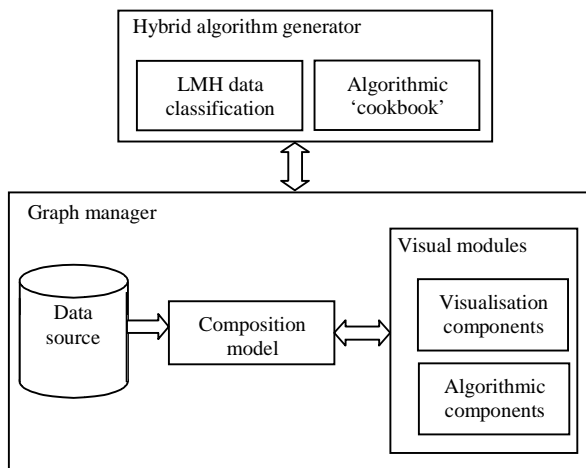 Hybrid algorithm generator
LMH data
classification
Algorithmic
‘cookbook’
Graph manager
Data
source
Composition
model
Visual modules
Visualisation
components
Algorithmic
components